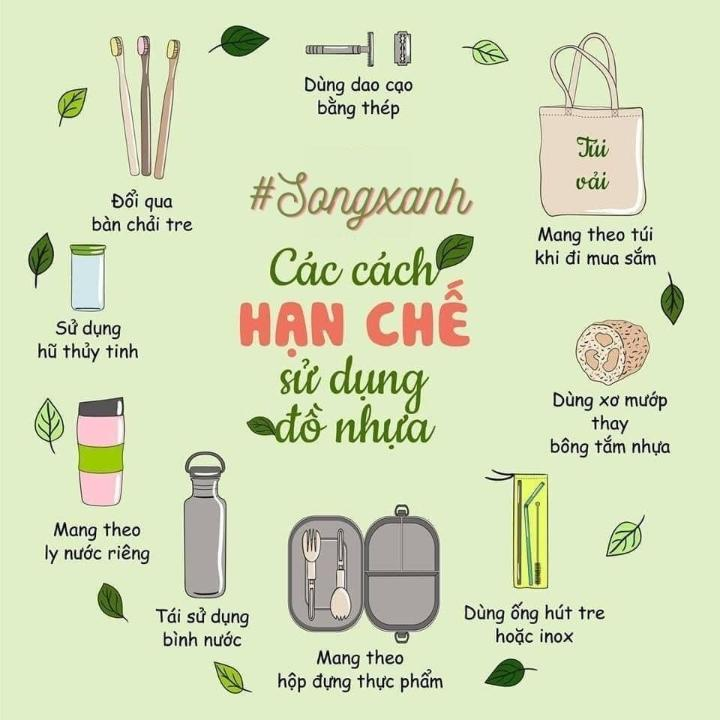 Dùng dao cạo
bằng thép
Túi
vải
Đổi qua
bàn chải tre
#Songxanh
Mang theo túi
khi đi mua sắm
Các cách
HẠN CHẾ
sử dụng
đồ nhựa
Sử dụng
hũ thủy tinh
Dùng xơ mướp
thay
bông tắm nhựa
Mang theo
ly nước riêng
Tái sử dụng
bình nước
Mang theo
hộp đựng thực phẩm
Dùng ống hút tre
hoặc inox